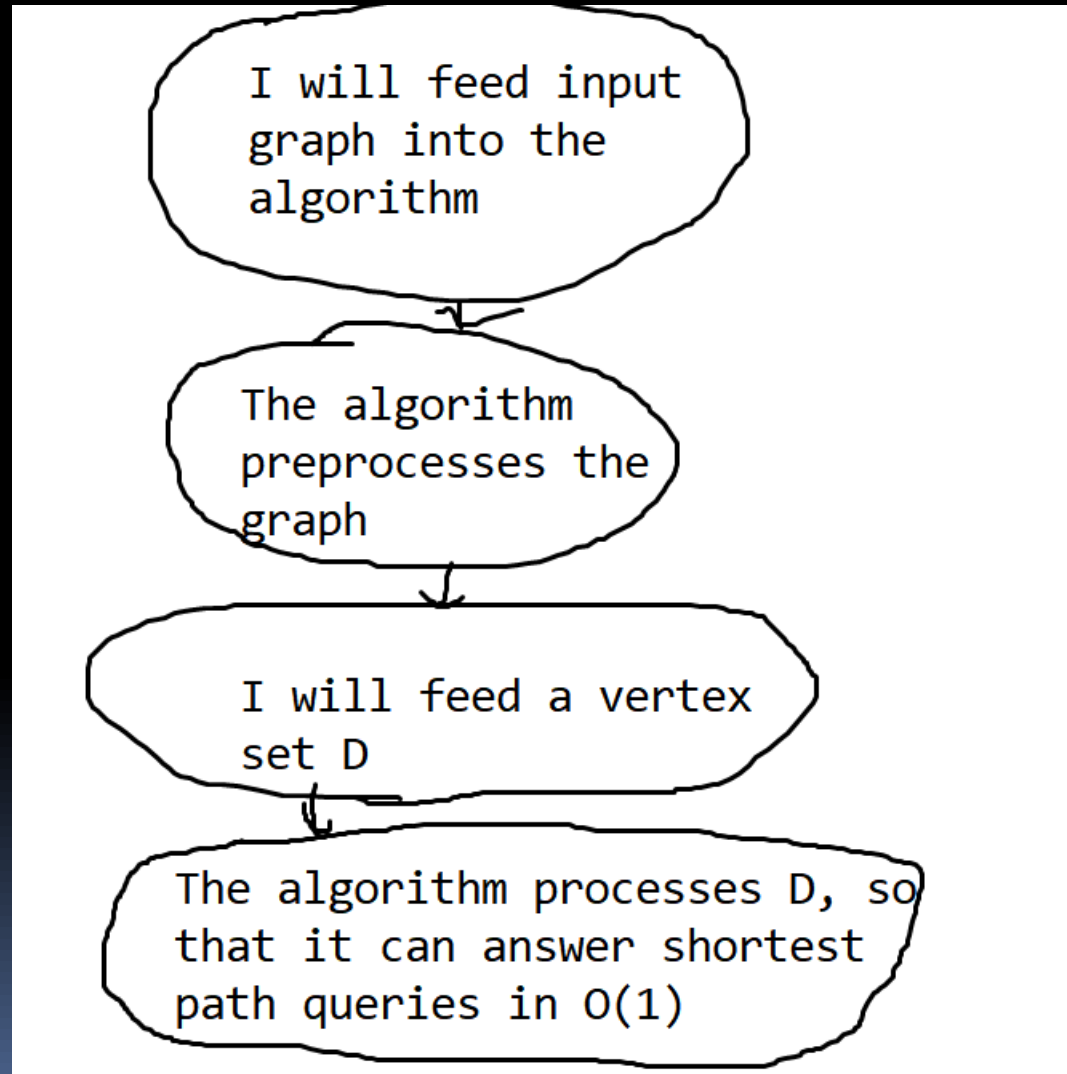 I will feed input
graph into the
algorithm
The algorithm
preprocesses the
graph
I will feed a vertex
set D
The algorithm processes D, so
that it can answer shortest
path queries in O(1)